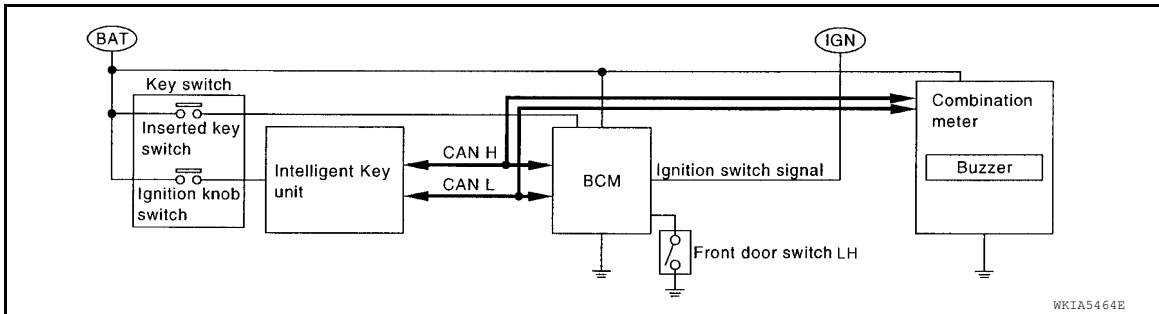 BAT
IGN
Key switch
Inserted key
switch
Ignition knob
switch
Intelligent Key
unit
CAN H
CAN L
BCM
Ignition switch signal
Front door switch LH
Combination
meter
Buzzer
WKIA5464E